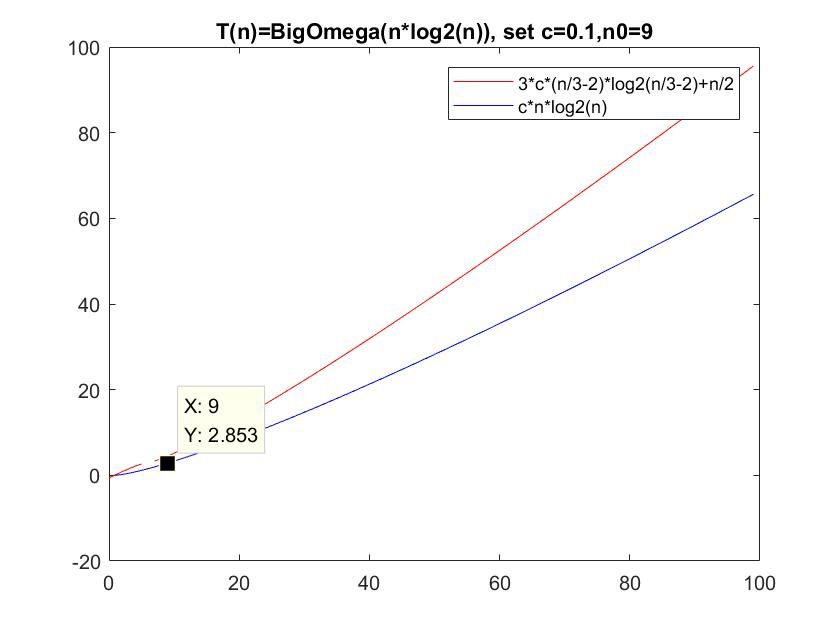 T(n)=BigOmega(n*log2(n)), set c=0.1,n0=9
100
80
60
40
20
0
-20
3*c*(n/3-2)*log2(n/3-2)+n/2
c*n*log2(n)
X: 9
Y: 2.853
0 20 40 60 80 100